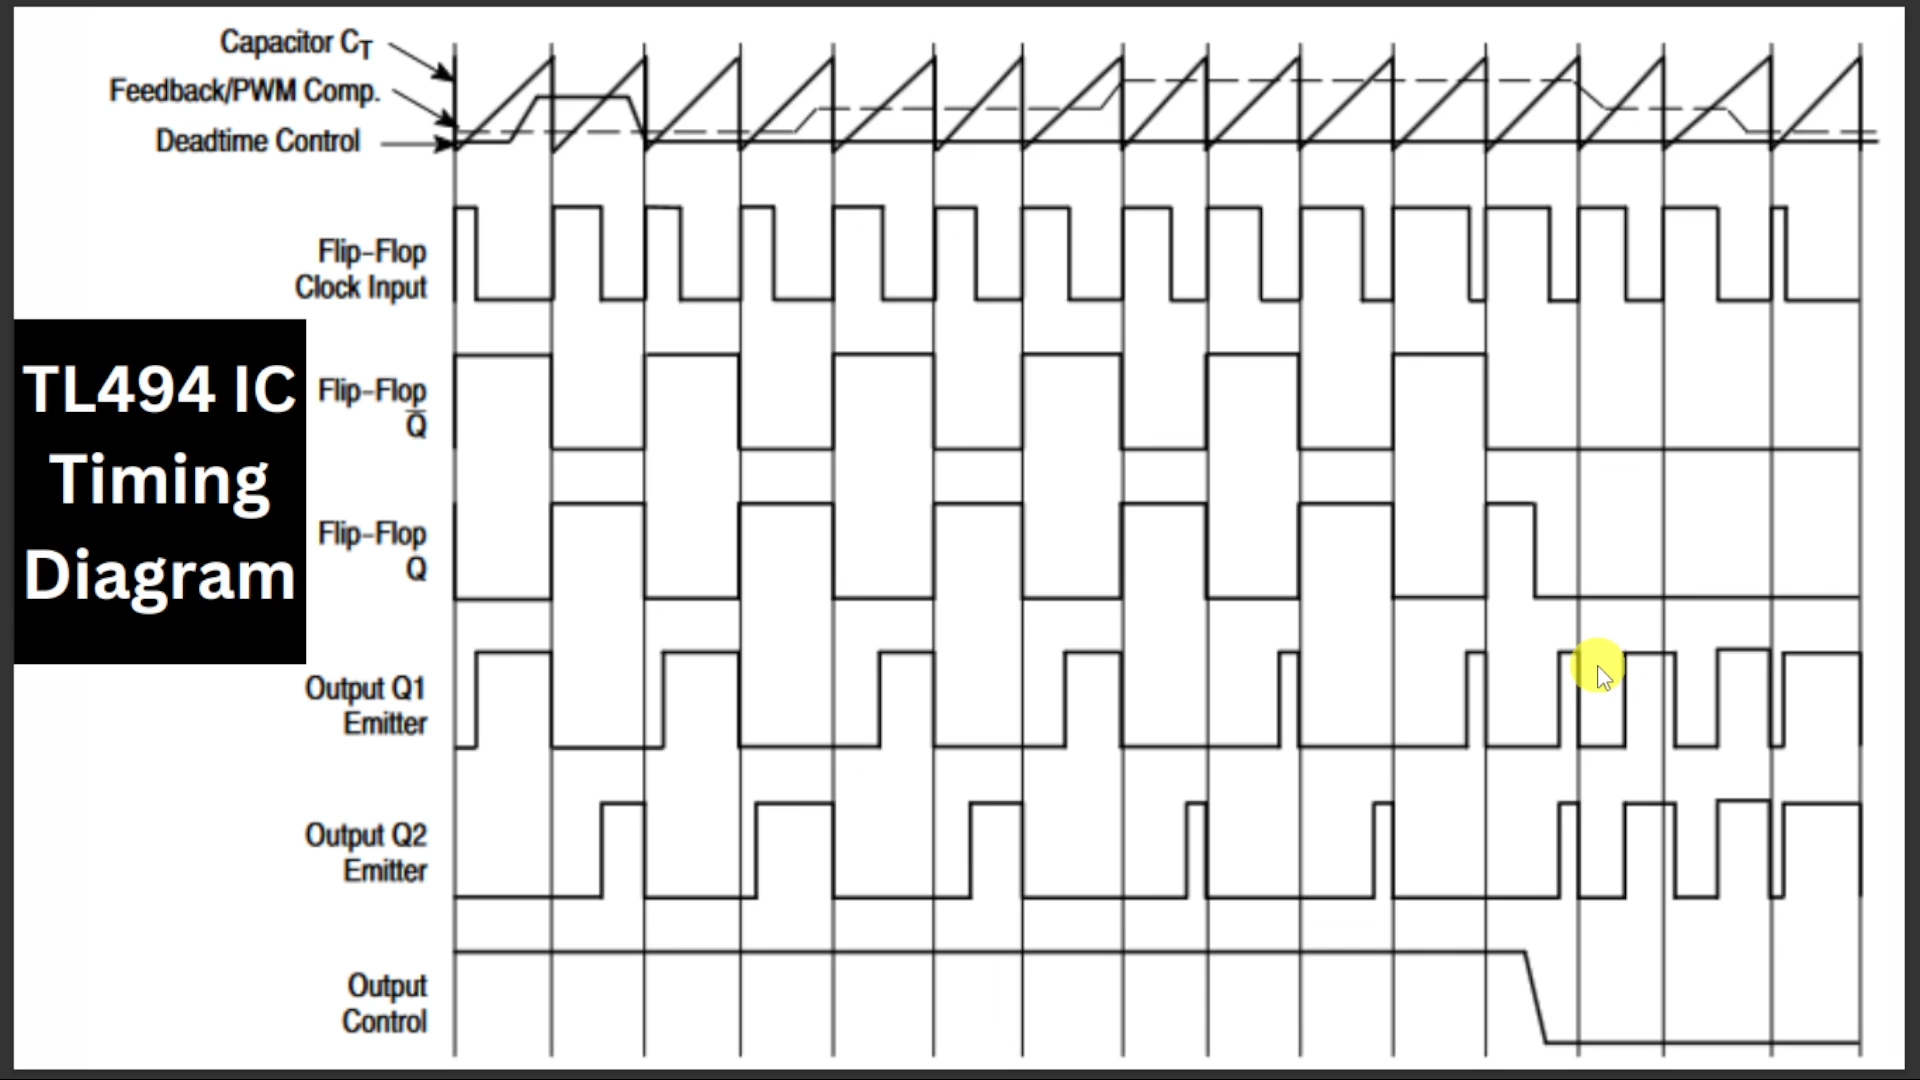 Capacitor CT
Feedback/PWM Comp.
Deadtime Control
Flip-Flop
Clock Input
TL494 IC
Timing
Diagram
Flip-Flop
Q̅
Flip-Flop
Q
Output Q1
Emitter
Output Q2
Emitter
Output
Control